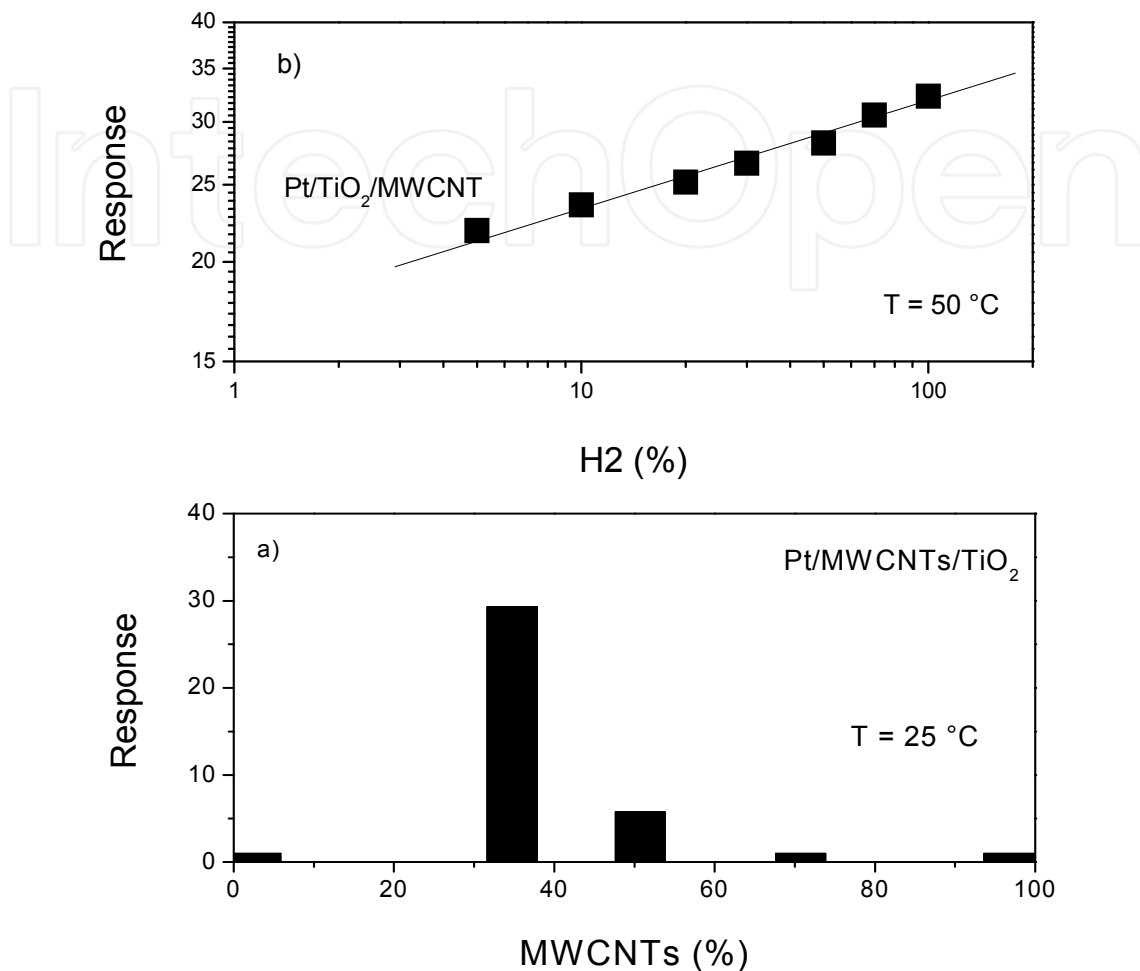 IntechOpen
b)
Response
40
35
30
25
20
15
Pt/TiO2/MWCNT
T = 50 °C
1
10
100
H2 (%)
a)
Response
40
30
20
10
0
Pt/MWCNTs/TiO2
T = 25 °C
0
20
40
60
80
100
MWCNTs (%)